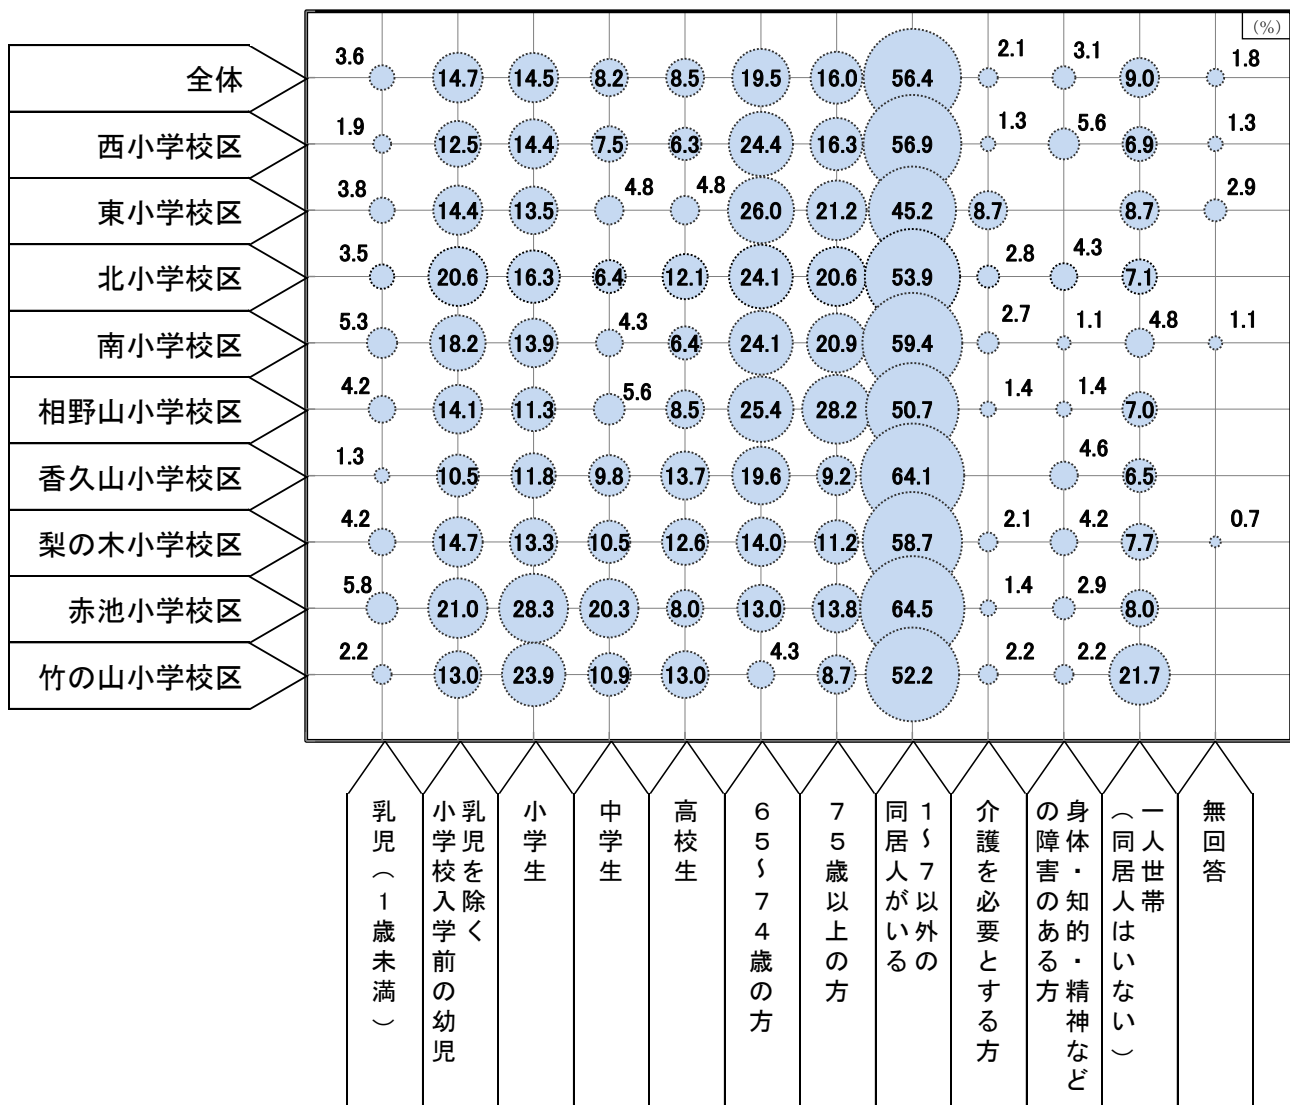 (%)
全体
3.6 14.7 14.5 8.2 8.5 19.5 16.0 56.4 2.1 3.1 9.0 1.8
西小学校区
1.9 12.5 14.4 7.5 6.3 24.4 16.3 56.9 1.3 5.6 6.9 1.3
東小学校区
3.8 14.4 13.5 4.8 4.8 26.0 21.2 45.2 8.7 8.7 2.9
北小学校区
3.5 20.6 16.3 6.4 12.1 24.1 20.6 53.9 2.8 4.3 7.1
南小学校区
5.3 18.2 13.9 4.3 6.4 24.1 20.9 59.4 2.7 1.1 4.8 1.1
相野山小学校区
4.2 14.1 11.3 5.6 8.5 25.4 28.2 50.7 1.4 1.4 7.0
香久山小学校区
1.3 10.5 11.8 9.8 13.7 19.6 9.2 64.1 4.6 6.5
梨の木小学校区
4.2 14.7 13.3 10.5 12.6 14.0 11.2 58.7 2.1 4.2 7.7 0.7
赤池小学校区
5.8 21.0 28.3 20.3 8.0 13.0 13.8 64.5 1.4 2.9 8.0
竹の山小学校区
2.2 13.0 23.9 10.9 13.0 4.3 8.7 52.2 2.2 2.2 21.7
乳児（１歳未満）
乳児を除く
小学校入学前の幼児
小学生
中学生
高校生
６５～７４歳の方
７５歳以上の方
１～７以外の
同居人がいる
介護を必要とする方
身体・知的・精神など
の障害のある方
一人世帯
（同居人はいない）
無回答